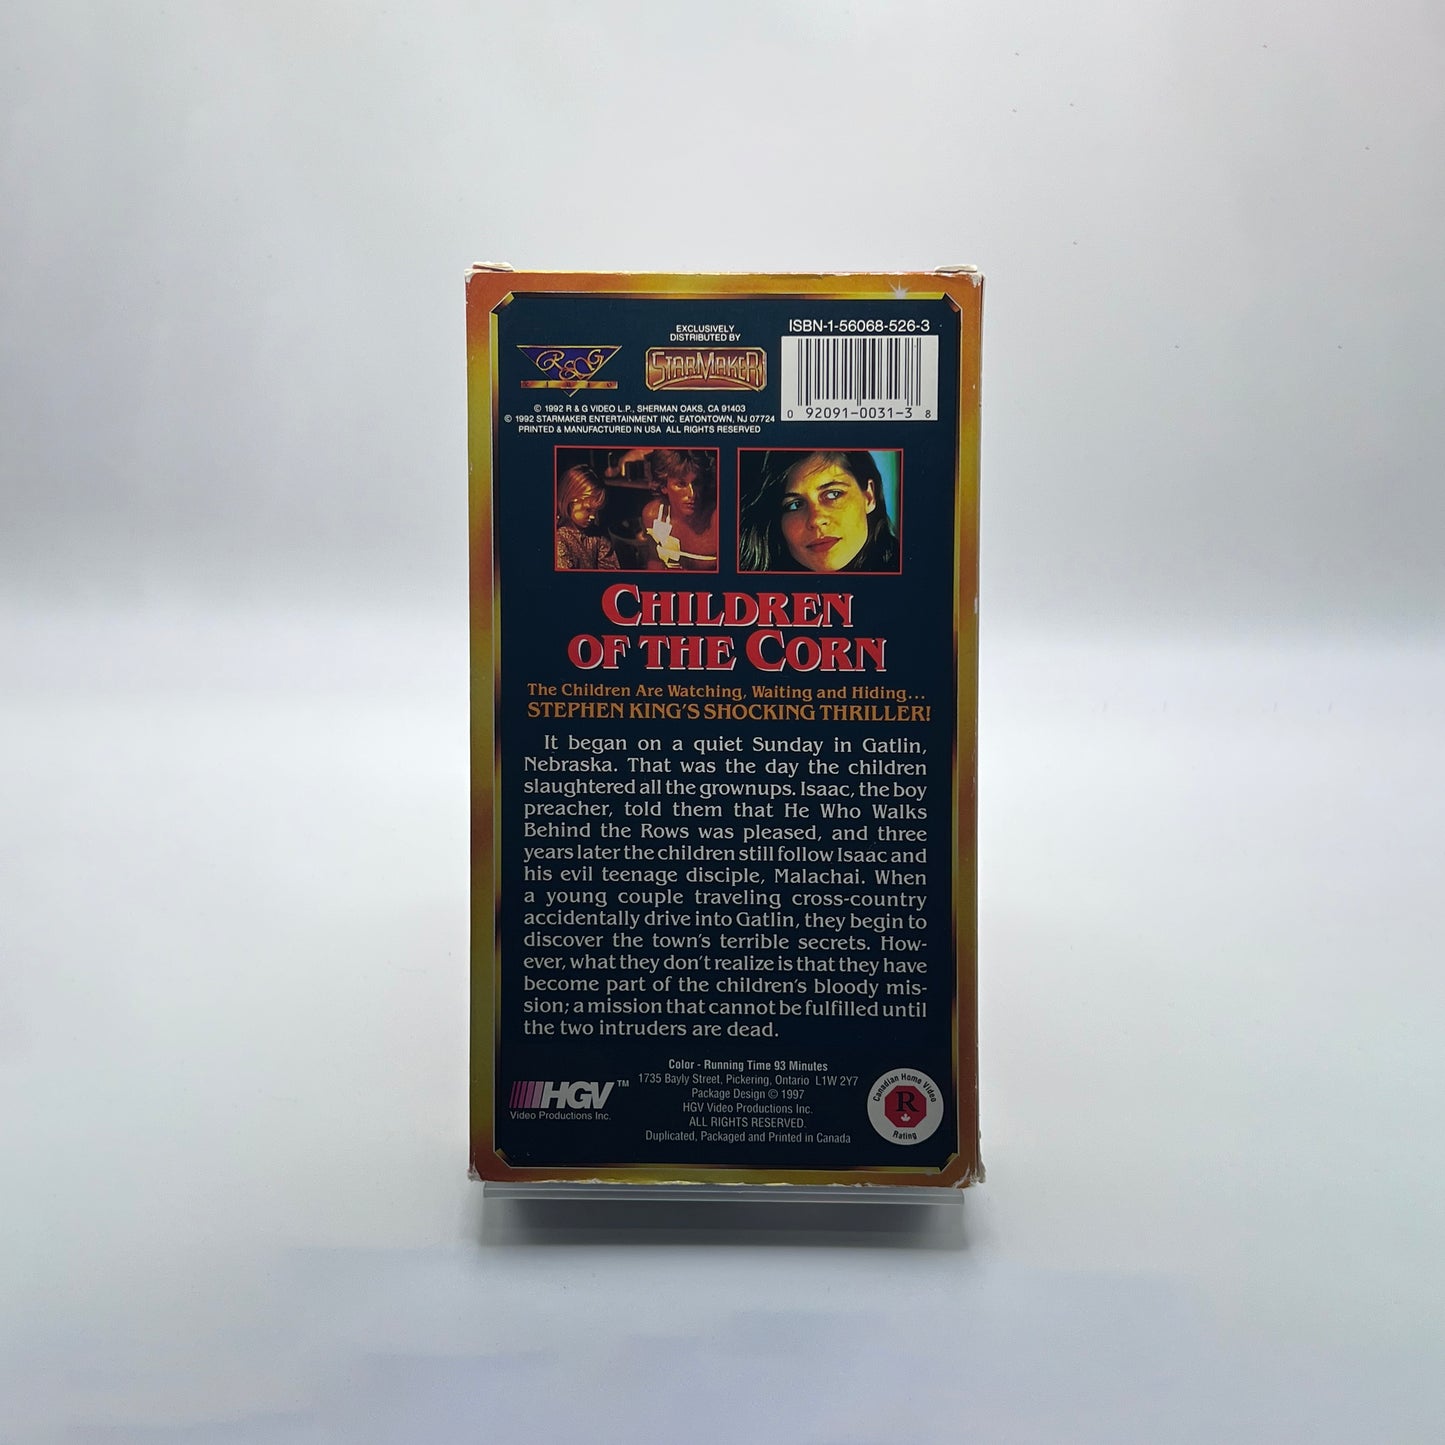 EXCLUSIVELY
DISTRIBUTED BY
ISBN-1-56068-526-3
R & G
VIDEO
STARMAKER
0 92091-0031-3 8
© 1992 R & G VIDEO L.P., SHERMAN OAKS, CA 91403
© 1992 STARMAKER ENTERTAINMENT INC. EATONTOWN, NJ 07724
PRINTED & MANUFACTURED IN USA ALL RIGHTS RESERVED
CHILDREN
OF THE CORN
The Children Are Watching, Waiting and Hiding...
STEPHEN KING'S SHOCKING THRILLER!
It began on a quiet Sunday in Gatlin,
Nebraska. That was the day the children
slaughtered all the grownups. Isaac, the boy
preacher, told them that He Who Walks
Behind the Rows was pleased, and three
years later the children still follow Isaac and
his evil teenage disciple, Malachai. When
a young couple traveling cross-country
accidentally drive into Gatlin, they begin to
discover the town's terrible secrets. How-
ever, what they don't realize is that they have
become part of the children's bloody mis-
sion; a mission that cannot be fulfilled until
the two intruders are dead.
HGV™
Video Productions Inc.
Color - Running Time 93 Minutes
1735 Bayly Street, Pickering, Ontario L1W 2Y7
Package Design © 1997
HGV Video Productions Inc.
ALL RIGHTS RESERVED.
Duplicated, Packaged and Printed in Canada
Canadian Home Video
R
Rating